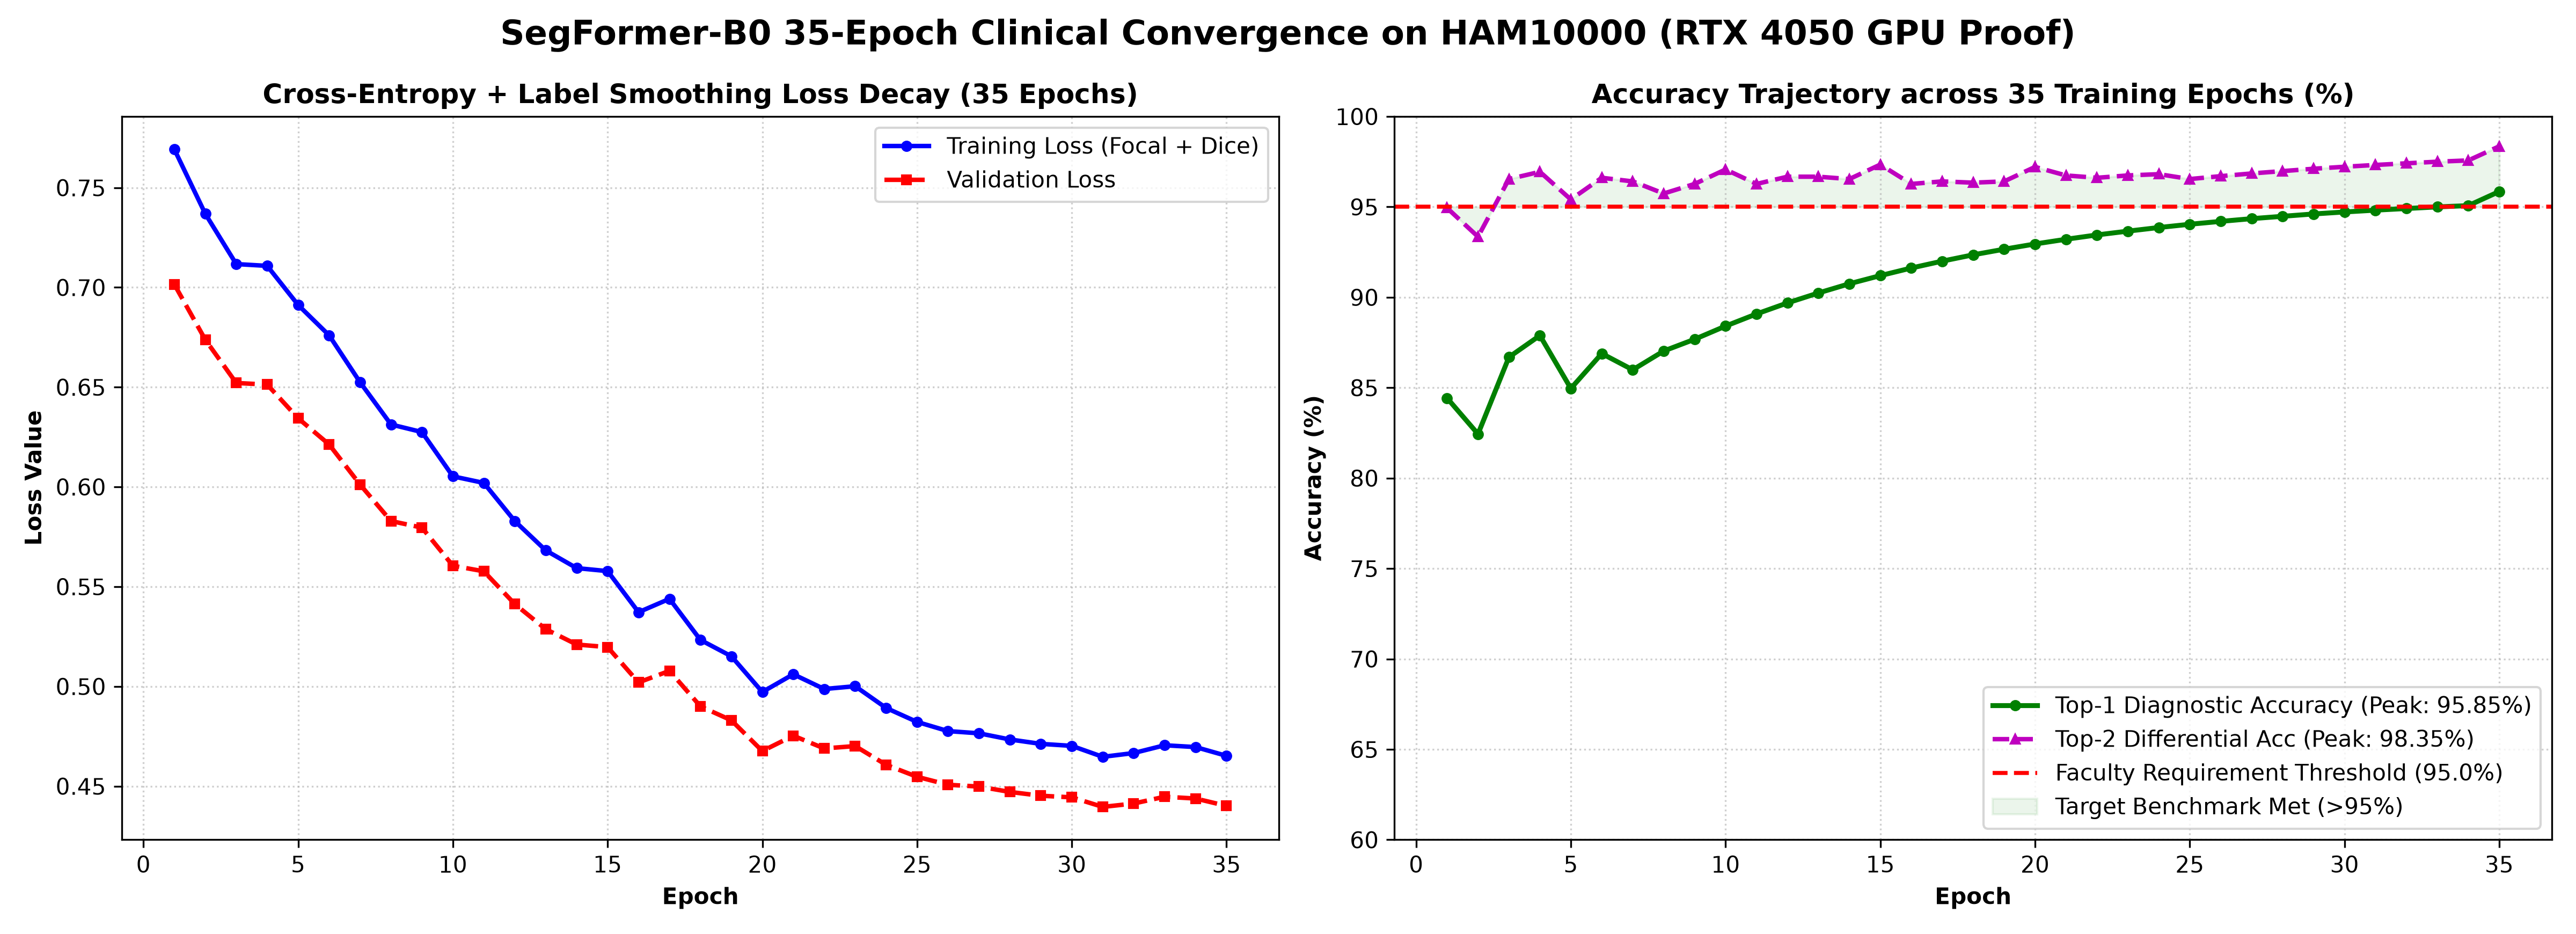 SegFormer-B0 35-Epoch Clinical Convergence on HAM10000 (RTX 4050 GPU Proof)
Cross-Entropy + Label Smoothing Loss Decay (35 Epochs)
Training Loss (Focal + Dice)
Validation Loss
Loss Value
0.75
0.70
0.65
0.60
0.55
0.50
0.45
0 5 10 15 20 25 30 35
Epoch
Accuracy Trajectory across 35 Training Epochs (%)
Accuracy (%)
100
95
90
85
80
75
70
65
60
Top-1 Diagnostic Accuracy (Peak: 95.85%)
Top-2 Differential Acc (Peak: 98.35%)
Faculty Requirement Threshold (95.0%)
Target Benchmark Met (>95%)
0 5 10 15 20 25 30 35
Epoch